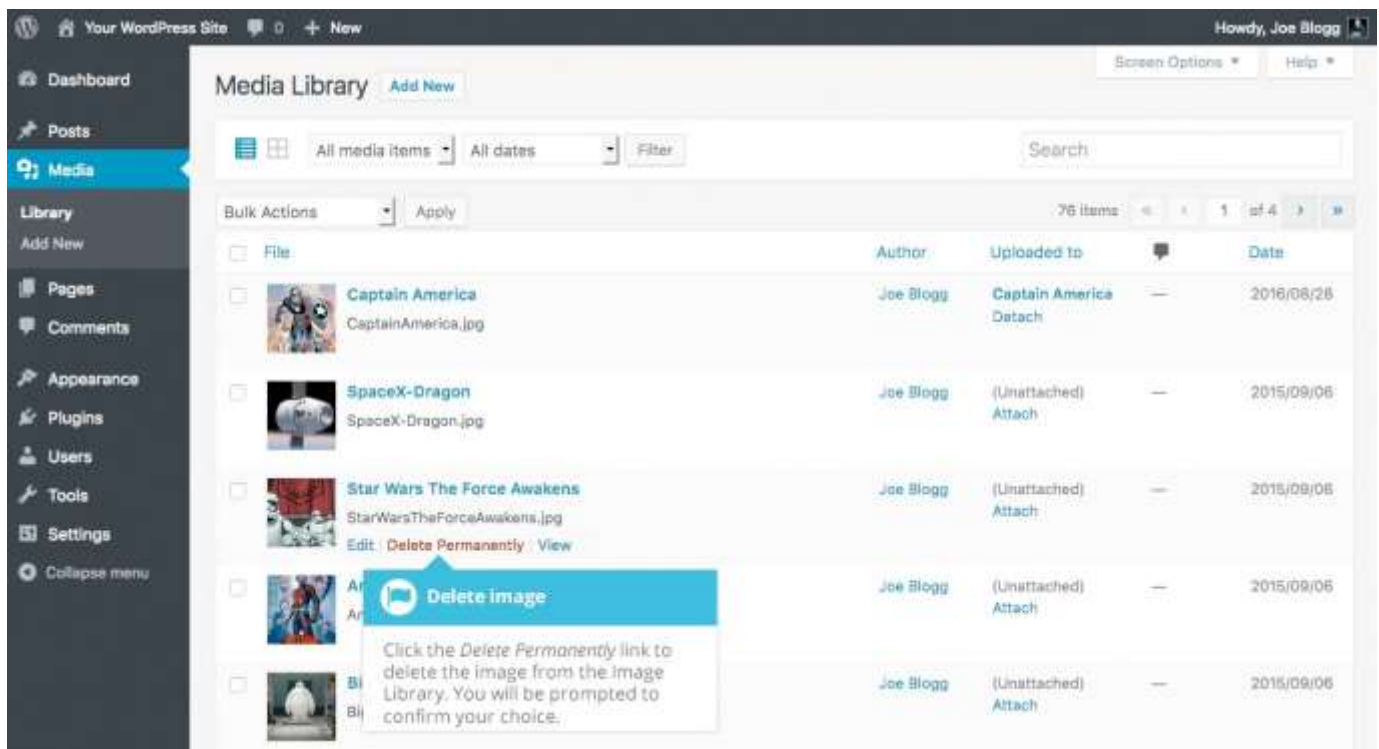 Your WordPress Site 0 + New Howdy, Joe Blogg
Screen Options Help
Dashboard
Posts
Media
Library
Add New
Pages
Comments
Appearance
Plugins
Users
Tools
Settings
Collapse menu
Media Library Add New
All media items All dates Filter Search
Bulk Actions Apply 76 items « ‹ 1 of 4 › »
File Author Uploaded to Date
Captain America Joe Blogg Captain America — 2016/08/26
CaptainAmerica.jpg Detach
SpaceX-Dragon Joe Blogg (Unattached) — 2015/09/06
SpaceX-Dragon.jpg Attach
Star Wars The Force Awakens Joe Blogg (Unattached) — 2015/09/06
StarWarsTheForceAwakens.jpg Attach
Edit | Delete Permanently | View
Joe Blogg (Unattached) — 2015/09/06
Attach
Delete image
Click the Delete Permanently link to
delete the image from the Image
Library. You will be prompted to
confirm your choice.
Joe Blogg (Unattached) — 2015/09/06
Attach